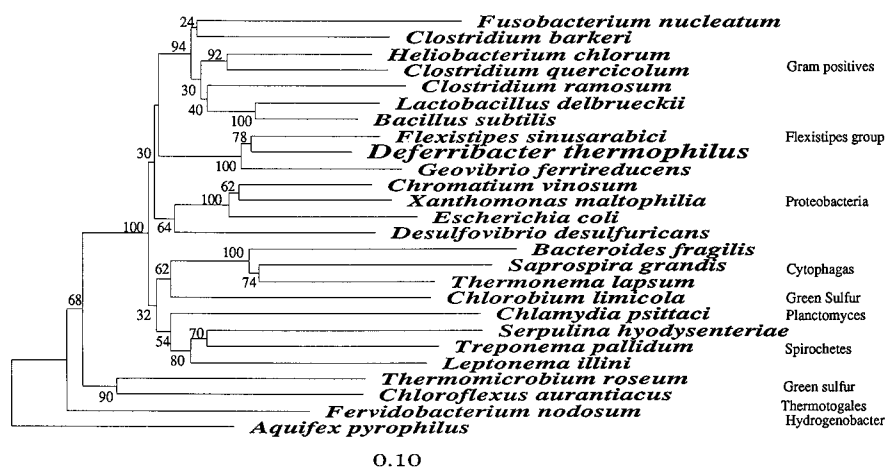 24 Fusobacterium nucleatum
94 Clostridium barkeri
92 Heliobacterium chlorum
Clostridium quercicolum Gram positives
30 Clostridium ramosum
40 Lactobacillus delbrueckii
100 Bacillus subtilis
78 Flexistipes sinusarabici Flexistipes group
30 Deferribacter thermophilus
100 Geovibrio ferrireducens
62 Chromatium vinosum
100 Xanthomonas maltophilia Proteobacteria
Escherichia coli
100 64 Desulfovibrio desulfuricans
100 Bacteroides fragilis
62 Saprospira grandis Cytophagas
74 Thermonema lapsum
68 Chlorobium limicola Green Sulfur
32 Chlamydia psittaci Planctomyces
70 Serpulina hyodysenteriae
54 Treponema pallidum Spirochetes
80 Leptonema illini
Thermomicrobium roseum Green sulfur
90 Chloroflexus aurantiacus
Fervidobacterium nodosum Thermotogales
Aquifex pyrophilus Hydrogenobacter
0.10